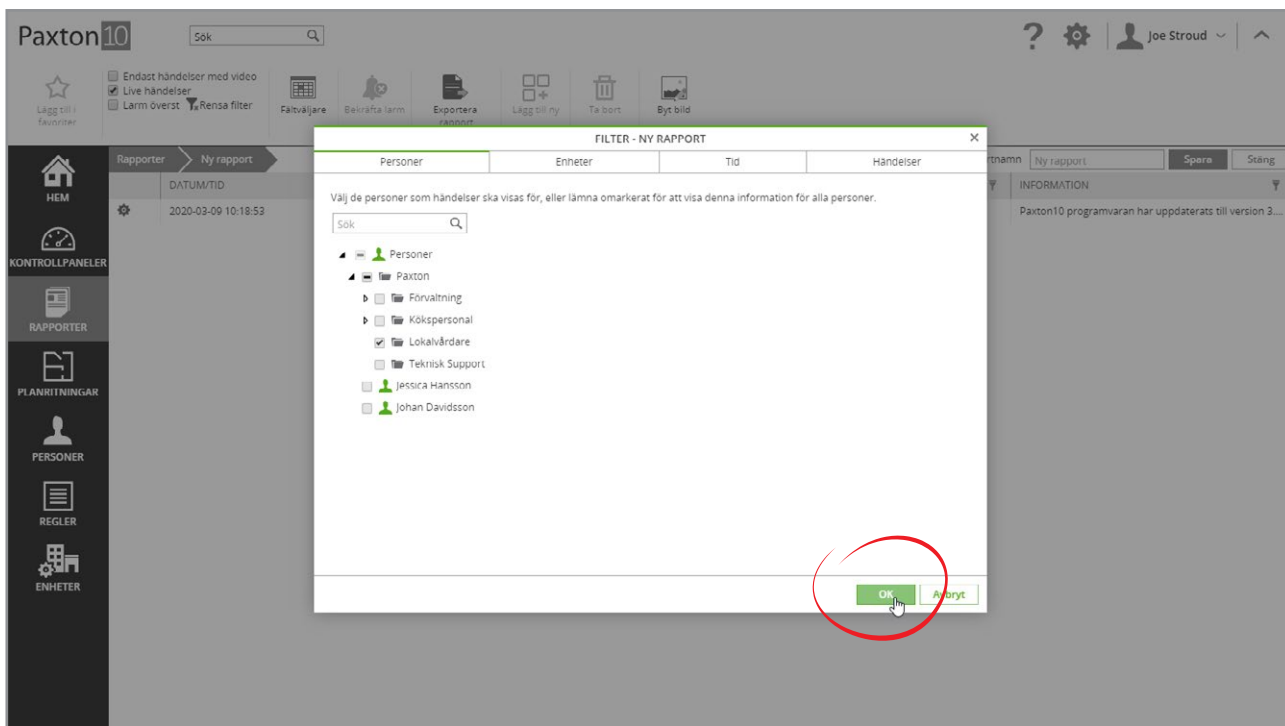 Paxton10
Sök
Joe Stroud
Endast händelser med video
Live händelser
Larm överst Rensa filter
Lägg till i
favoriter
Fältväljare
Bekräfta larm
Exportera
rapport
Lägg till ny
Ta bort
Byt bild
FILTER - NY RAPPORT
Personer
Enheter
Tid
Händelser
Rapporter
Ny rapport
rtnamn
Ny rapport
Spara
Stäng
DATUM/TID
INFORMATION
2020-03-09 10:18:53
Paxton10 programvaran har uppdaterats till version 3....
Välj de personer som händelser ska visas för, eller lämna omarkerat för att visa denna information för alla personer.
Sök
Personer
Paxton
Förvaltning
Kökspersonal
Lokalvårdare
Teknisk Support
Jessica Hansson
Johan Davidsson
HEM
KONTROLLPANELER
RAPPORTER
PLANRITNINGAR
PERSONER
REGLER
ENHETER
OK
Avbryt